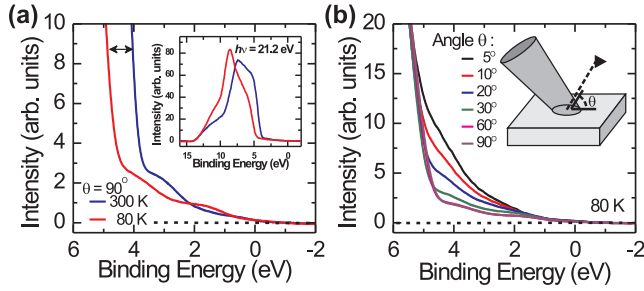 (a)
Intensity (arb. units)
10
8
6
4
2
0
6
4
2
0
-2
Binding Energy (eV)
θ = 90°
300 K
80 K
hν = 21.2 eV
Intensity (arb. units)
80
60
40
20
0
15
10
5
0
Binding Energy (eV)
(b)
Intensity (arb. units)
20
15
10
5
0
6
4
2
0
-2
Binding Energy (eV)
Angle θ :
5°
10°
20°
30°
60°
90°
θ
80 K